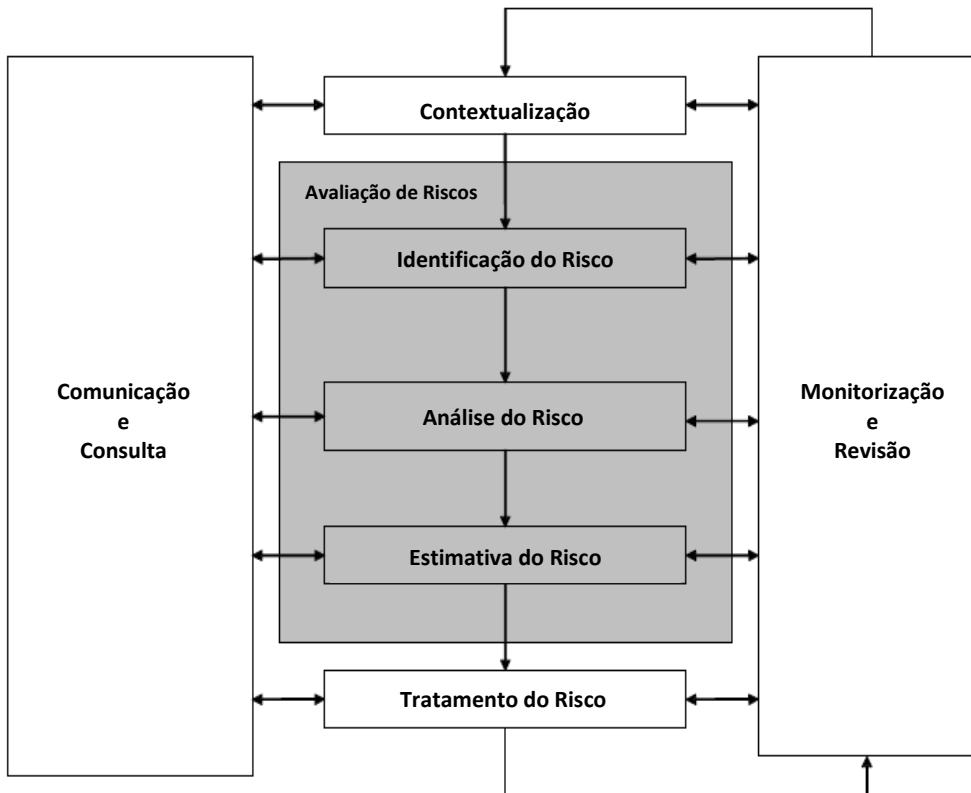 Contextualização
Avaliação de Riscos
Identificação do Risco
Comunicação
e
Consulta
Análise do Risco
Monitorização
e
Revisão
Estimativa do Risco
Tratamento do Risco